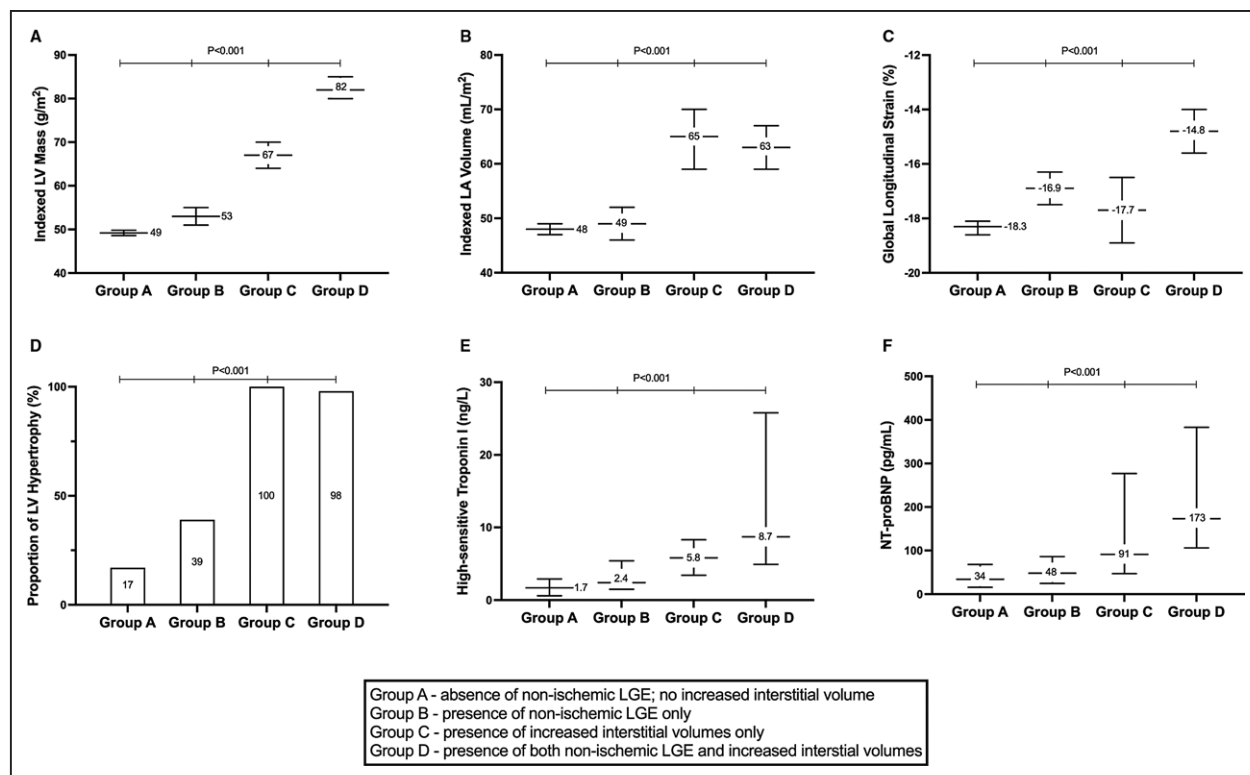 A
P<0.001
Indexed LV Mass (g/m²)
90
80
70
60
50
40
49
53
67
82
Group A Group B Group C Group D
B
P<0.001
Indexed LA Volume (mL/m²)
80
70
60
50
40
48
49
65
63
Group A Group B Group C Group D
C
P<0.001
Global Longitudinal Strain (%)
-12
-14
-16
-18
-20
-18.3
-16.9
-17.7
-14.8
Group A Group B Group C Group D
D
P<0.001
Proportion of LV Hypertrophy (%)
100
50
0
17
39
100
98
Group A Group B Group C Group D
E
P<0.001
High-sensitive Troponin I (ng/L)
30
20
10
0
1.7
2.4
5.8
8.7
Group A Group B Group C Group D
F
P<0.001
NT-proBNP (pg/mL)
500
400
300
200
100
0
34
48
91
173
Group A Group B Group C Group D
Group A - absence of non-ischemic LGE; no increased interstitial volume
Group B - presence of non-ischemic LGE only
Group C - presence of increased interstitial volumes only
Group D - presence of both non-ischemic LGE and increased interstial volumes